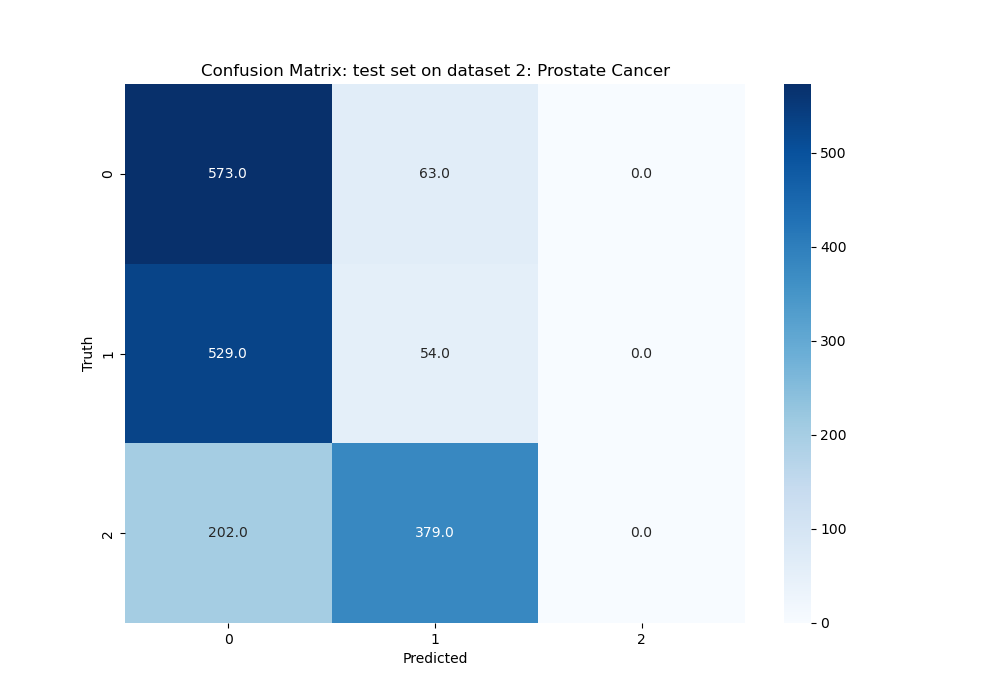 Confusion Matrix: test set on dataset 2: Prostate Cancer
573.0 63.0 0.0
529.0 54.0 0.0
202.0 379.0 0.0
0
1
2
Truth
0 1 2
Predicted
500
400
300
200
100
0